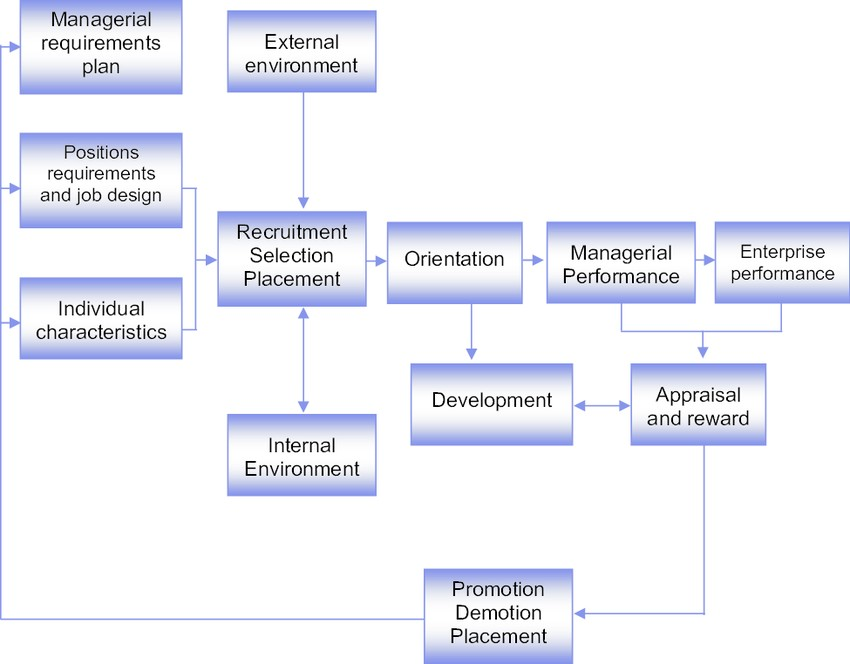 Managerial
requirements
plan
External
environment
Positions
requirements
and job design
Recruitment
Selection
Placement
Orientation
Managerial
Performance
Enterprise
performance
Individual
characteristics
Development
Appraisal
and reward
Internal
Environment
Promotion
Demotion
Placement